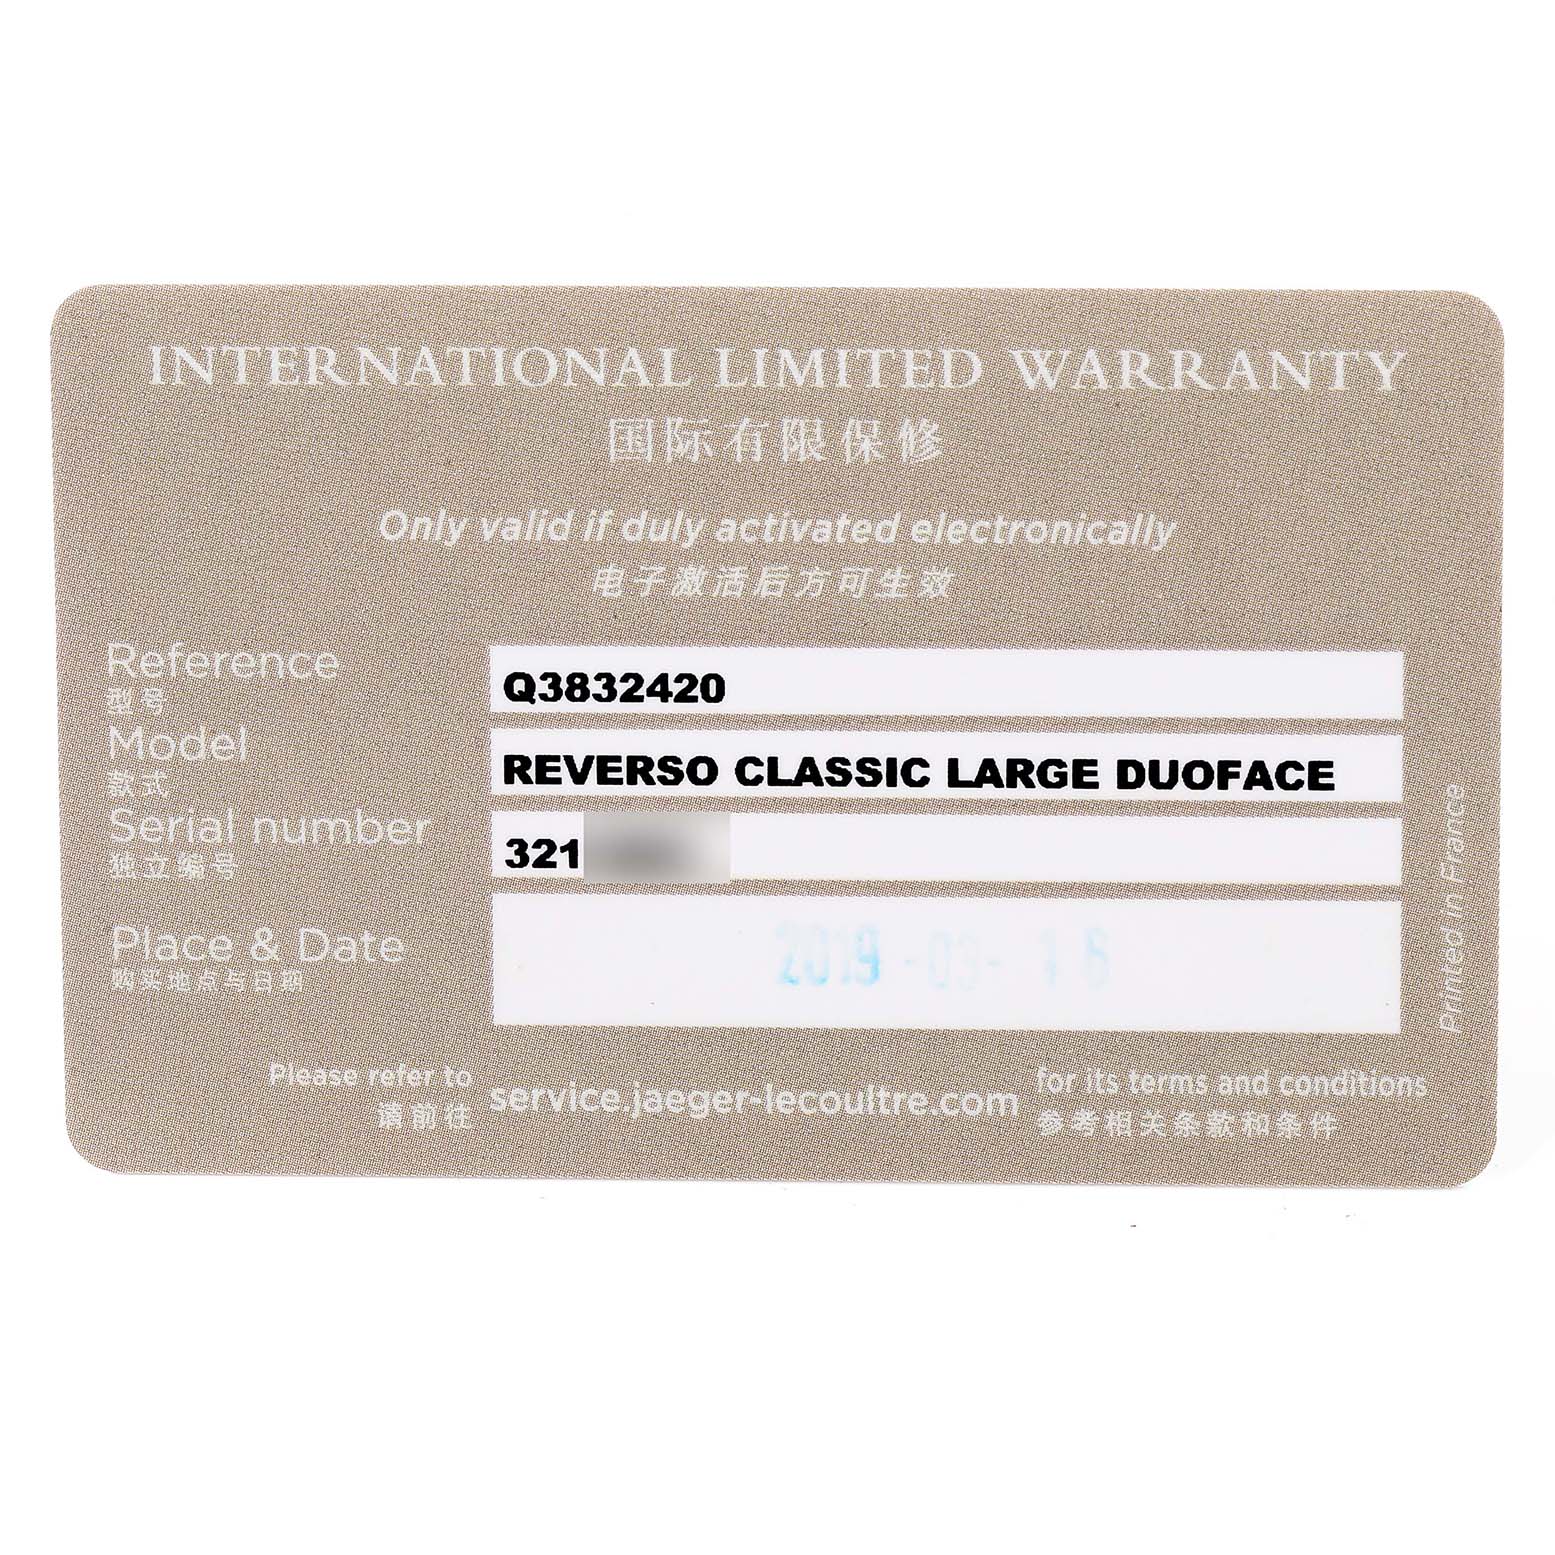 INTERNATIONAL LIMITED WARRANTY
国际有限保修
Only valid if duly activated electronically
电子激活后方可生效
Reference
型号
Q3832420
Model
款式
REVERSO CLASSIC LARGE DUOFACE
Serial number
独立编号
321
Place & Date
购买地点与日期
2019
Printed in France
Please refer to
请前往
service.jaeger-lecoultre.com
for its terms and conditions
参考相关条款和条件